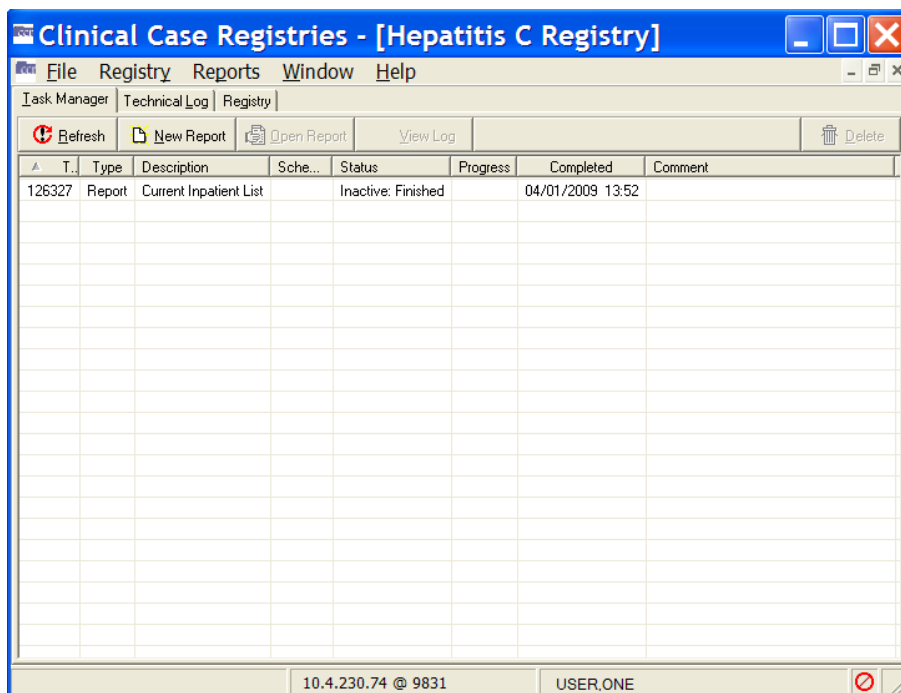 Clinical Case Registries - [Hepatitis C Registry]
File Registry Reports Window Help
Task Manager Technical Log Registry
Refresh New Report Open Report View Log Delete
T.. Type Description Sche... Status Progress Completed Comment
126327 Report Current Inpatient List Inactive: Finished 04/01/2009 13:52
10.4.230.74 @ 9831 USER,ONE